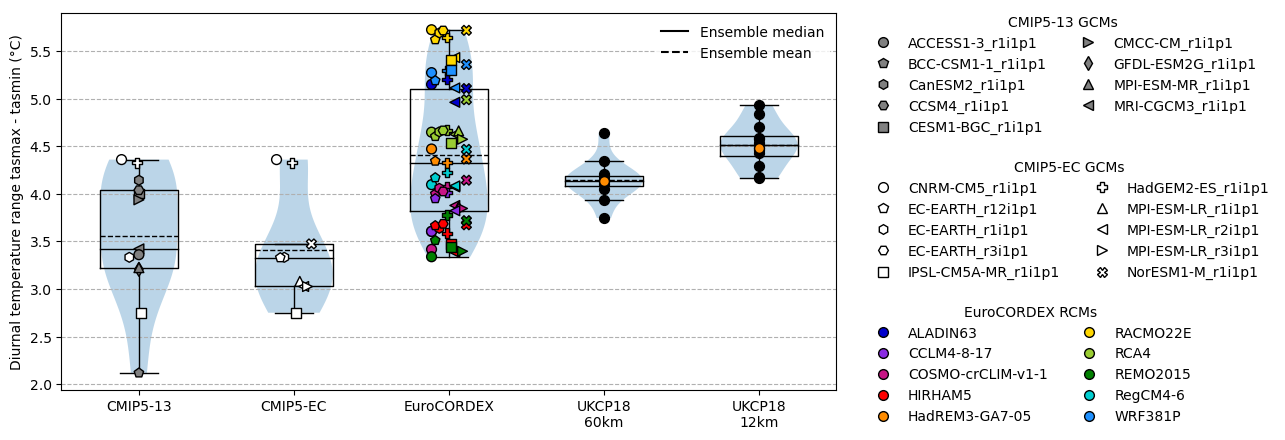 Diurnal temperature range tasmax - tasmin (°C)
5.5
5.0
4.5
4.0
3.5
3.0
2.5
2.0
CMIP5-13
CMIP5-EC
EuroCORDEX
UKCP18
60km
UKCP18
12km
Ensemble median
Ensemble mean
CMIP5-13 GCMs
ACCESS1-3_r1i1p1
BCC-CSM1-1_r1i1p1
CanESM2_r1i1p1
CCSM4_r1i1p1
CESM1-BGC_r1i1p1
CMCC-CM_r1i1p1
GFDL-ESM2G_r1i1p1
MPI-ESM-MR_r1i1p1
MRI-CGCM3_r1i1p1
CMIP5-EC GCMs
CNRM-CM5_r1i1p1
EC-EARTH_r12i1p1
EC-EARTH_r1i1p1
EC-EARTH_r3i1p1
IPSL-CM5A-MR_r1i1p1
HadGEM2-ES_r1i1p1
MPI-ESM-LR_r1i1p1
MPI-ESM-LR_r2i1p1
MPI-ESM-LR_r3i1p1
NorESM1-M_r1i1p1
EuroCORDEX RCMs
ALADIN63
CCLM4-8-17
COSMO-crCLIM-v1-1
HIRHAM5
HadREM3-GA7-05
RACMO22E
RCA4
REMO2015
RegCM4-6
WRF381P